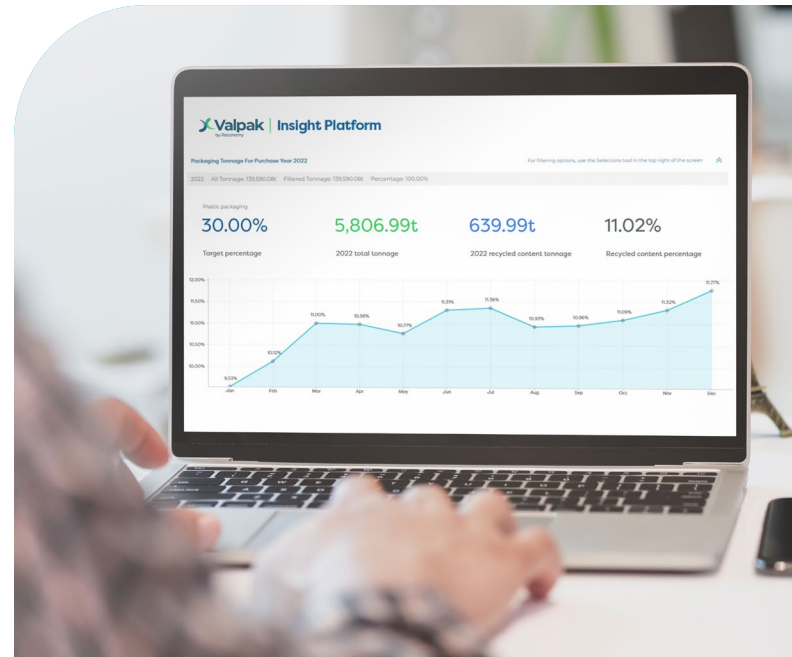 Valpak | Insight Platform
by Reconomy
Packaging Tonnage For Purchase Year 2022
For filtering options, use the Selections tool in the top right of the screen
2022 All Tonnage: 139,590.08t Filtered Tonnage: 139,590.08t Percentage: 100.00%
Plastic packaging
30.00% 5,806.99t 639.99t 11.02%
Target percentage 2022 total tonnage 2022 recycled content tonnage Recycled content percentage
12.00%
11.50%
11.00%
10.50%
10.00%
9.53% 10.12% 11.00% 10.98% 10.77% 11.31% 11.36% 10.93% 10.96% 11.09% 11.32% 11.77%
Jan Feb Mar Apr May Jun Jul Aug Sep Oct Nov Dec